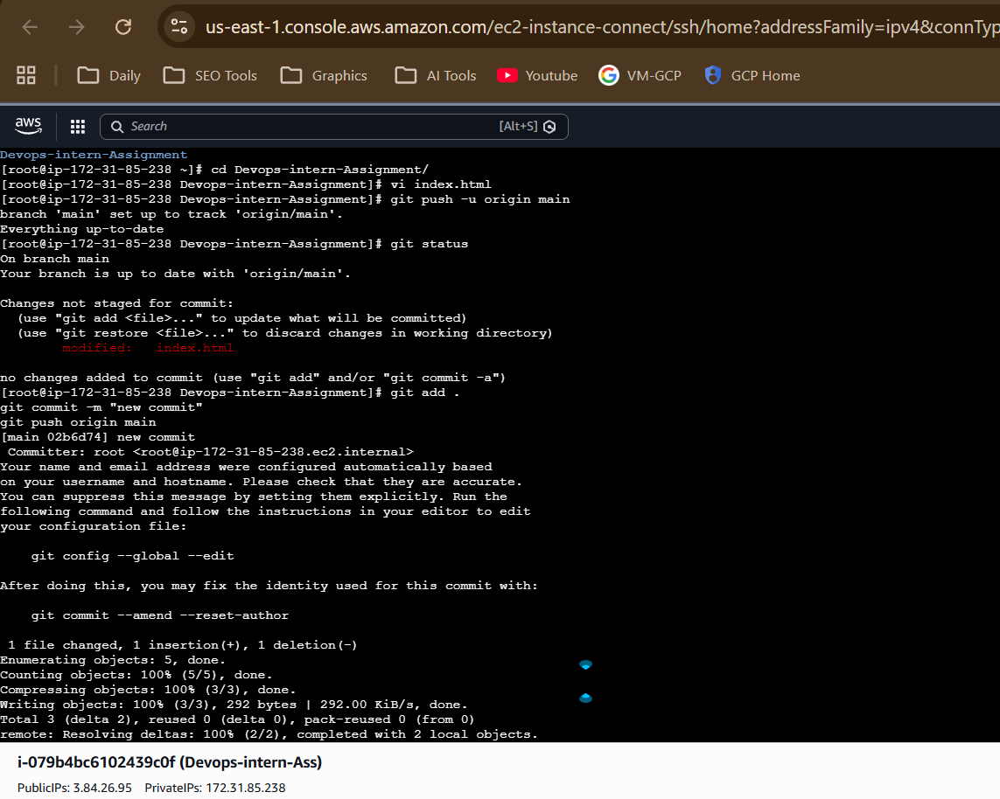 us-east-1.console.aws.amazon.com/ec2-instance-connect/ssh/home?addressFamily=ipv4&connTyp
Daily SEO Tools Graphics AI Tools Youtube VM-GCP GCP Home
aws Search [Alt+S]
Devops-intern-Assignment
[root@ip-172-31-85-238 ~]# cd Devops-intern-Assignment/
[root@ip-172-31-85-238 Devops-intern-Assignment]# vi index.html
[root@ip-172-31-85-238 Devops-intern-Assignment]# git push -u origin main
branch 'main' set up to track 'origin/main'.
Everything up-to-date
[root@ip-172-31-85-238 Devops-intern-Assignment]# git status
On branch main
Your branch is up to date with 'origin/main'.
Changes not staged for commit:
  (use "git add <file>..." to update what will be committed)
  (use "git restore <file>..." to discard changes in working directory)
        modified:   index.html
no changes added to commit (use "git add" and/or "git commit -a")
[root@ip-172-31-85-238 Devops-intern-Assignment]# git add .
git commit -m "new commit"
git push origin main
[main 02b6d74] new commit
 Committer: root <root@ip-172-31-85-238.ec2.internal>
Your name and email address were configured automatically based
on your username and hostname. Please check that they are accurate.
You can suppress this message by setting them explicitly. Run the
following command and follow the instructions in your editor to edit
your configuration file:
    git config --global --edit
After doing this, you may fix the identity used for this commit with:
    git commit --amend --reset-author
 1 file changed, 1 insertion(+), 1 deletion(-)
Enumerating objects: 5, done.
Counting objects: 100% (5/5), done.
Compressing objects: 100% (3/3), done.
Writing objects: 100% (3/3), 292 bytes | 292.00 KiB/s, done.
Total 3 (delta 2), reused 0 (delta 0), pack-reused 0 (from 0)
remote: Resolving deltas: 100% (2/2), completed with 2 local objects.
i-079b4bc6102439c0f (Devops-intern-Ass)
PublicIPs: 3.84.26.95 PrivateIPs: 172.31.85.238